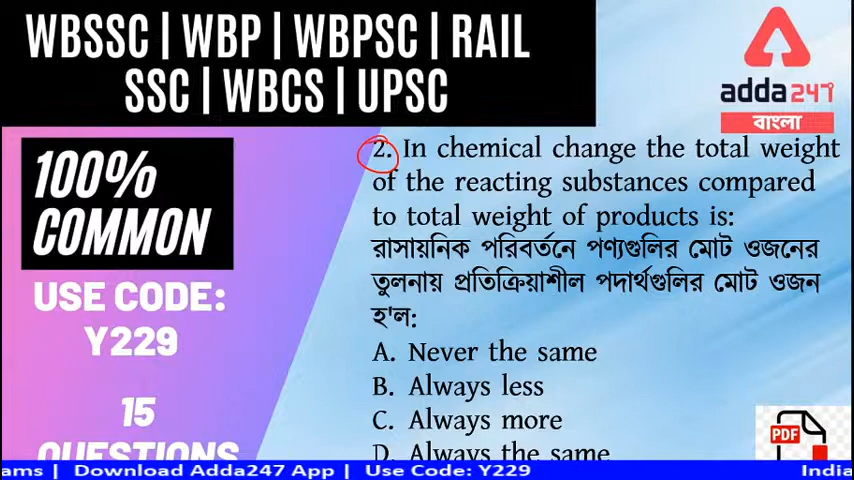 WBSSC | WBP | WBPSC | RAIL
SSC | WBCS | UPSC
adda247
বাংলা
100%
COMMON
USE CODE:
Y229
15
QUESTIONS
2. In chemical change the total weight
of the reacting substances compared
to total weight of products is:
রাসায়নিক পরিবর্তনে পণ্যগুলির মোট ওজনের
তুলনায় প্রতিক্রিয়াশীল পদার্থগুলির মোট ওজন
হ'ল:
A. Never the same
B. Always less
C. Always more
D. Always the same
PDF
ams | Download Adda247 App | Use Code: Y229
India